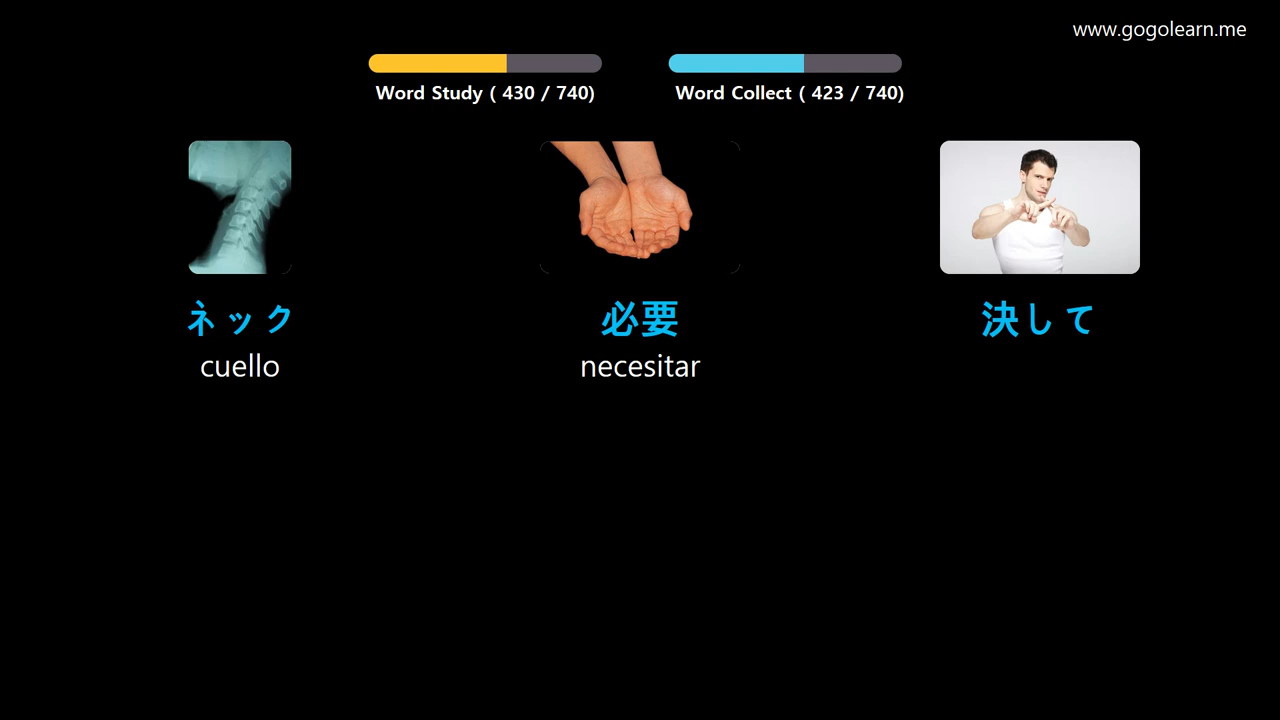 www.gogolearn.me
Word Study ( 430 / 740)
Word Collect ( 423 / 740)
ネック
必要
決して
cuello
necesitar